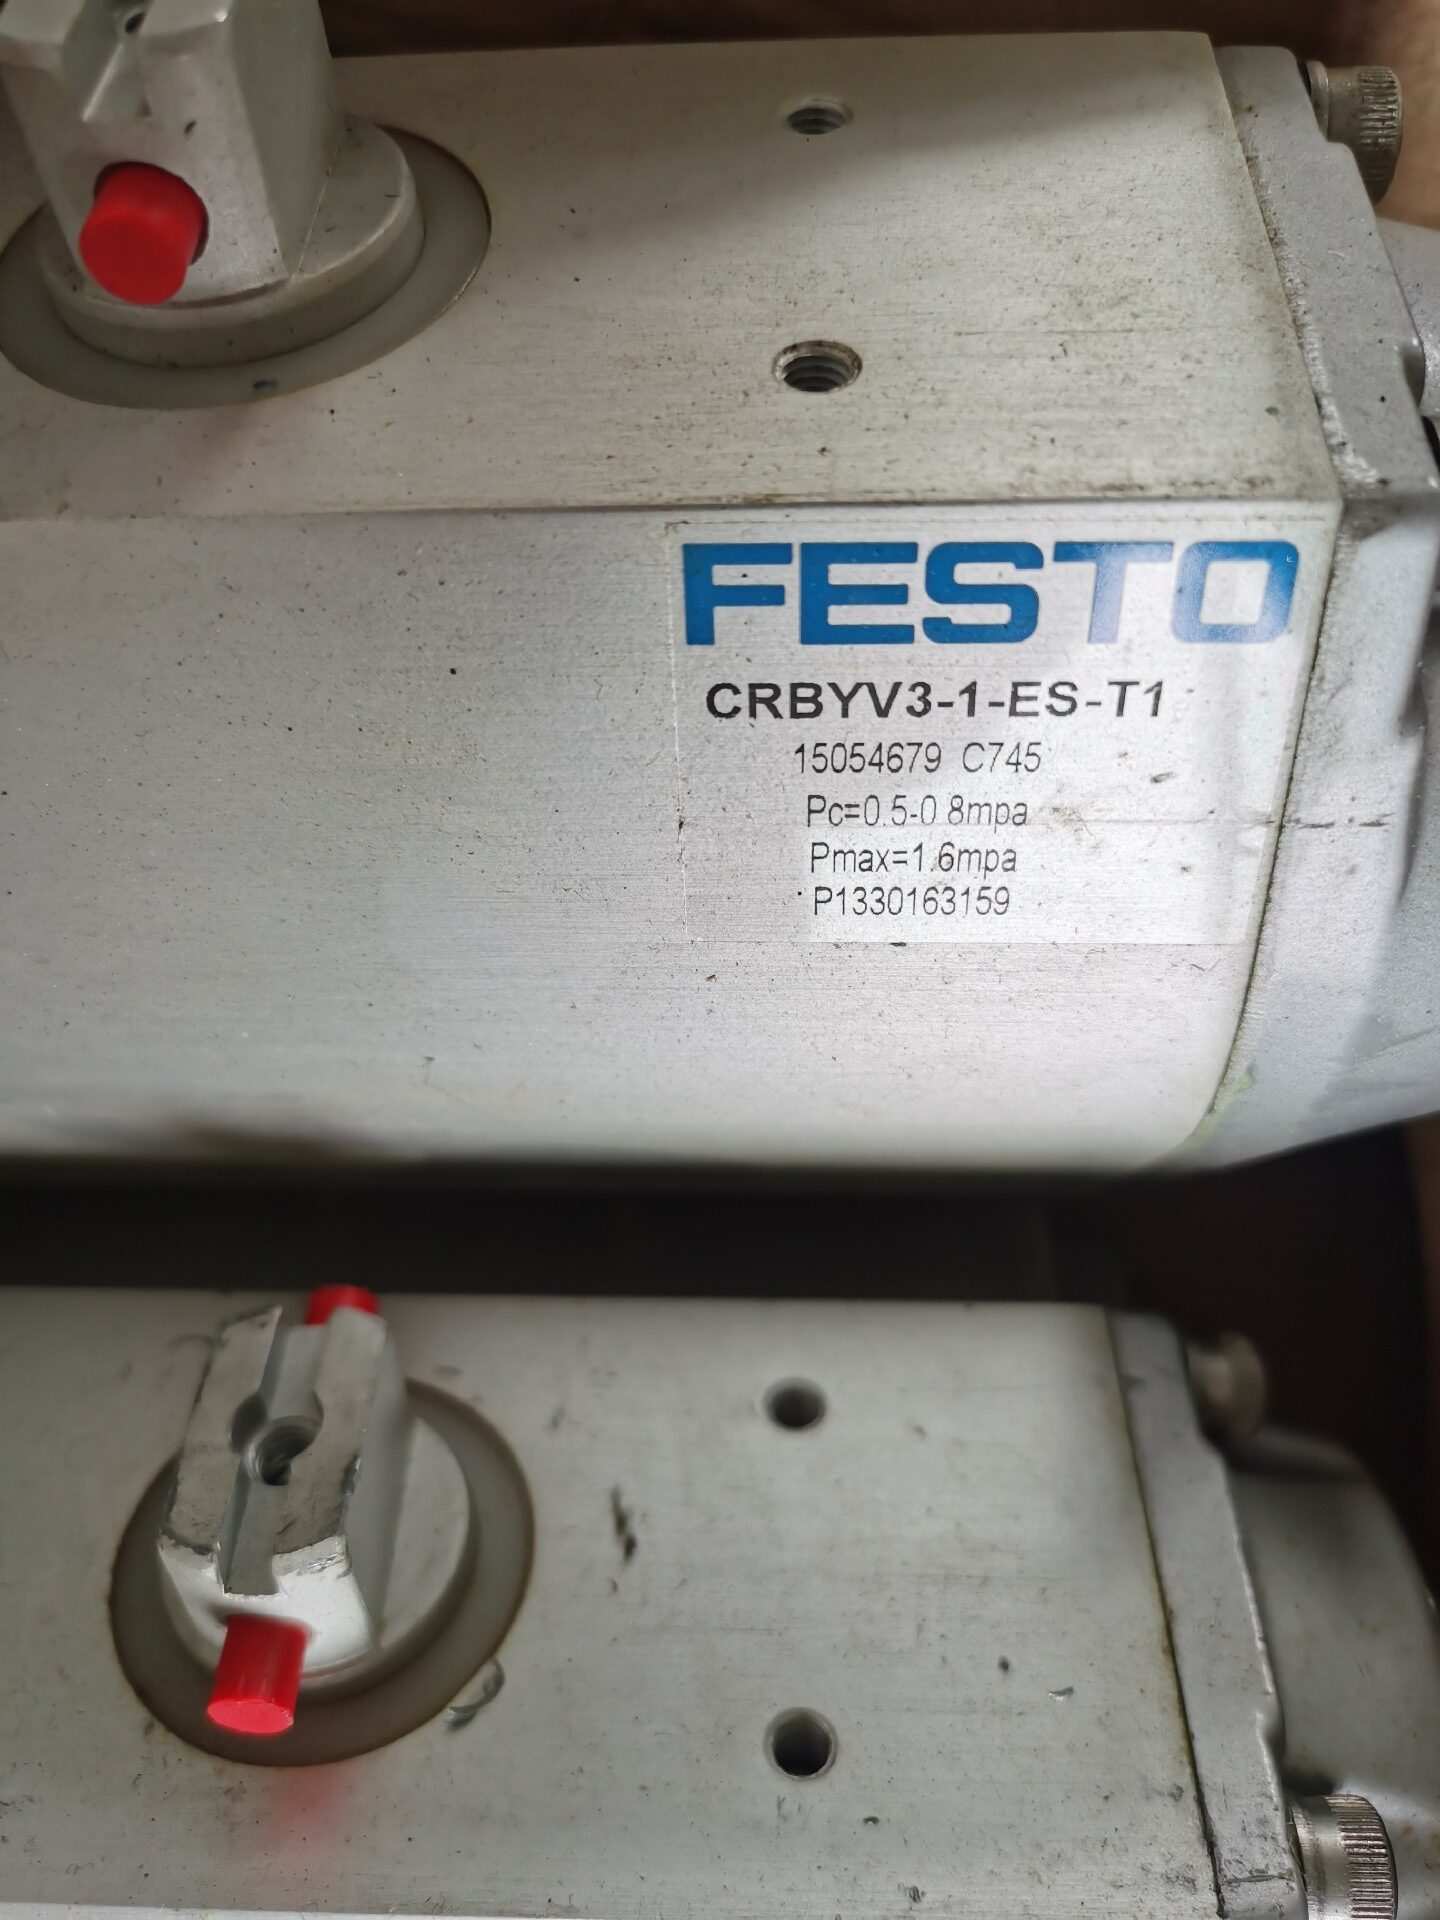 FESTO
CRBYV3-1-ES-T1
15054679 C745
Pc=0.5-0.8mpa
Pmax=1.6mpa
P1330163159